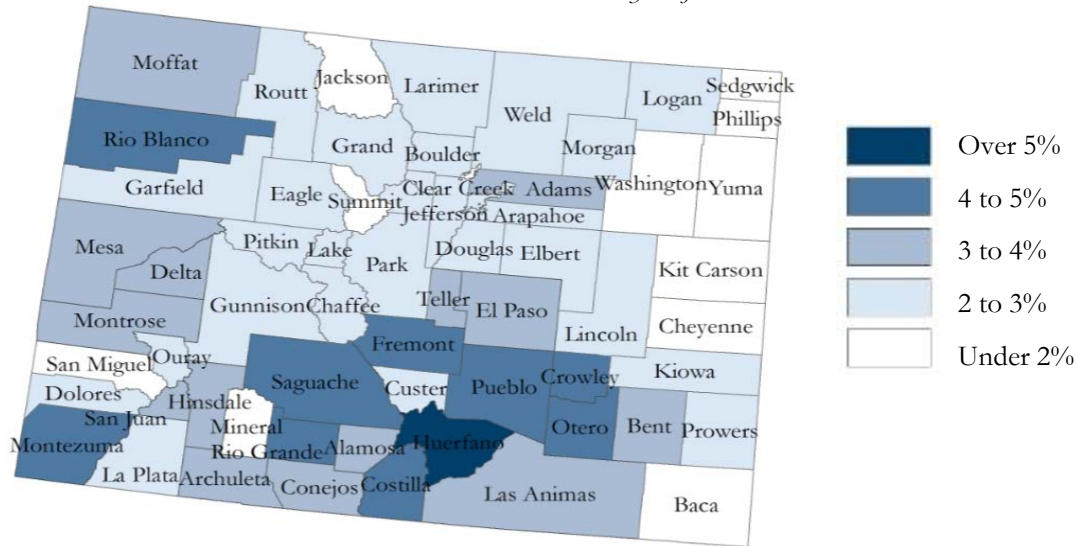 Moffat
Jackson
Larimer
Sedgwick
Routt
Logan
Phillips
Weld
Rio Blanco
Grand
Boulder
Morgan
Garfield
Eagle
Summit
Clear Creek
Adams
Washington
Yuma
Jefferson
Arapahoe
Pitkin
Lake
Douglas
Elbert
Mesa
Park
Kit Carson
Delta
Gunnison
Chaffee
Teller
El Paso
Montrose
Lincoln
Cheyenne
Fremont
San Miguel
Ouray
Saguache
Custer
Pueblo
Crowley
Kiowa
Dolores
Hinsdale
San Juan
Mineral
Otero
Bent
Prowers
Montezuma
Rio Grande
Alamosa
Huerfano
La Plata
Archuleta
Conejos
Costilla
Las Animas
Baca
Over 5%
4 to 5%
3 to 4%
2 to 3%
Under 2%